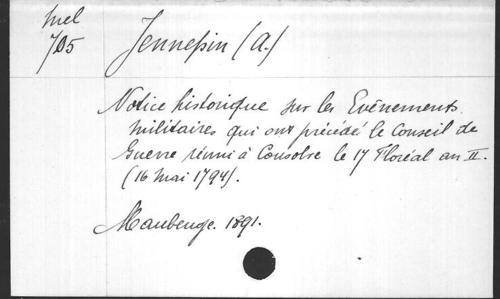 Mel
705
Jennepin (A.)
Notice historique sur les Evènements
militaires qui ont précédé le Conseil de
Guerre réuni à Cousolre le 17 Floréal an II.
(16 Mai 1794).
Maubeuge. 1891.